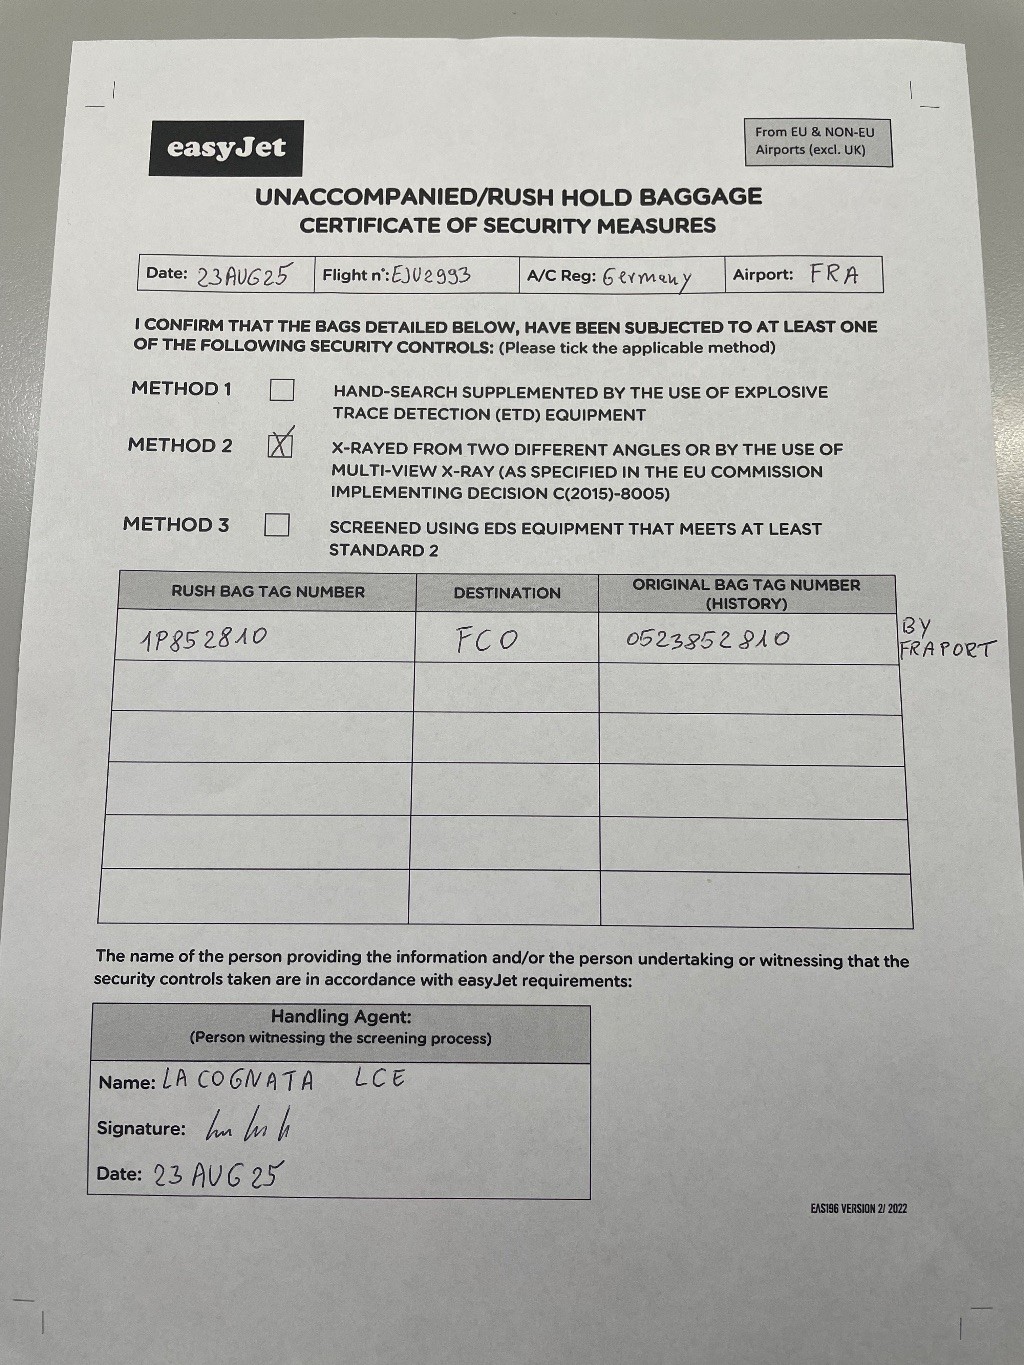 easyJet
From EU & NON-EU
Airports (excl. UK)
UNACCOMPANIED/RUSH HOLD BAGGAGE
CERTIFICATE OF SECURITY MEASURES
Date: 23AUG25 Flight n°: EJU2993 A/C Reg: Germany Airport: FRA
I CONFIRM THAT THE BAGS DETAILED BELOW, HAVE BEEN SUBJECTED TO AT LEAST ONE
OF THE FOLLOWING SECURITY CONTROLS: (Please tick the applicable method)
METHOD 1 HAND-SEARCH SUPPLEMENTED BY THE USE OF EXPLOSIVE
TRACE DETECTION (ETD) EQUIPMENT
METHOD 2 X X-RAYED FROM TWO DIFFERENT ANGLES OR BY THE USE OF
MULTI-VIEW X-RAY (AS SPECIFIED IN THE EU COMMISSION
IMPLEMENTING DECISION C(2015)-8005)
METHOD 3 SCREENED USING EDS EQUIPMENT THAT MEETS AT LEAST
STANDARD 2
RUSH BAG TAG NUMBER DESTINATION ORIGINAL BAG TAG NUMBER
(HISTORY)
1P852810 FCO 0523852810 BY
FRAPORT
The name of the person providing the information and/or the person undertaking or witnessing that the
security controls taken are in accordance with easyJet requirements:
Handling Agent:
(Person witnessing the screening process)
Name: LA COGNATA LCE
Signature:
Date: 23 AUG 25
EAS196 VERSION 2/ 2022